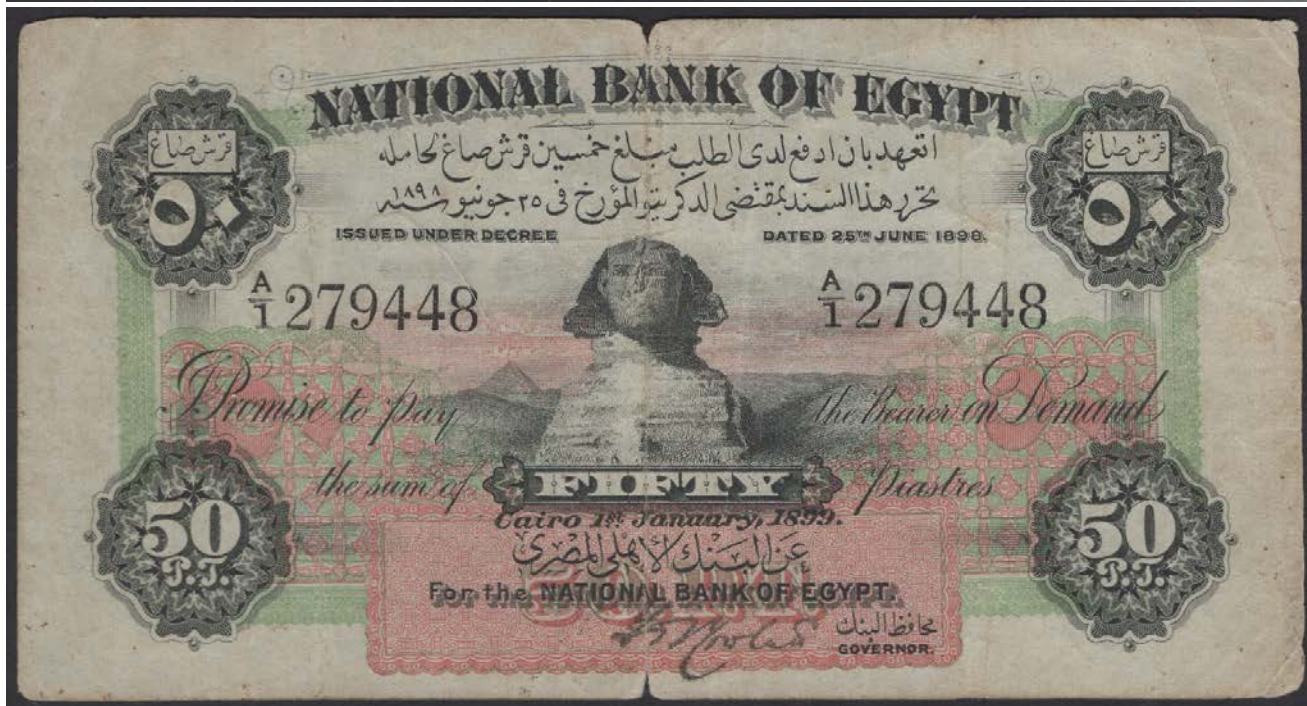 NATIONAL BANK OF EGYPT
قرش صاغ
٥٠
قرش صاغ
٥٠
اتعهد بان ادفع لدى الطلب مبلغ خمسين قرش صاغ لحامله
تحرر هذا السند بمقتضى الدكريتو المؤرخ فى ٢٥ جونيو سنه ١٨٩٨
ISSUED UNDER DECREE DATED 25TH JUNE 1898.
A/1 279448 A/1 279448
I Promise to pay the Bearer on Demand
the sum of FIFTY Piastres
Cairo 1st January, 1899.
عن البنك الاهلى المصرى
50 P.T.
50 P.T.
For the NATIONAL BANK OF EGYPT.
محافظ البنك
GOVERNOR.